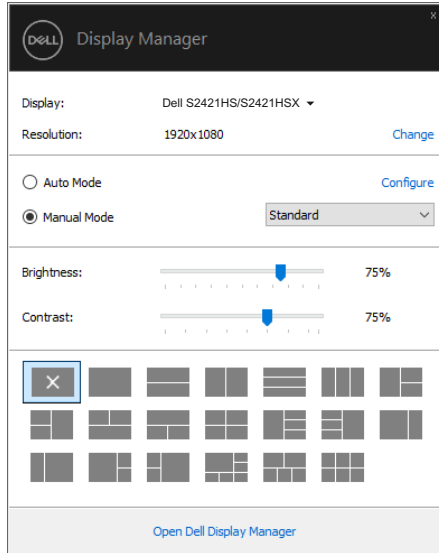 x
DELL Display Manager
Display: Dell S2421HS/S2421HSX
Resolution: 1920x1080 Change
Auto Mode Configure
Manual Mode Standard
Brightness: 75%
Contrast: 75%
Open Dell Display Manager